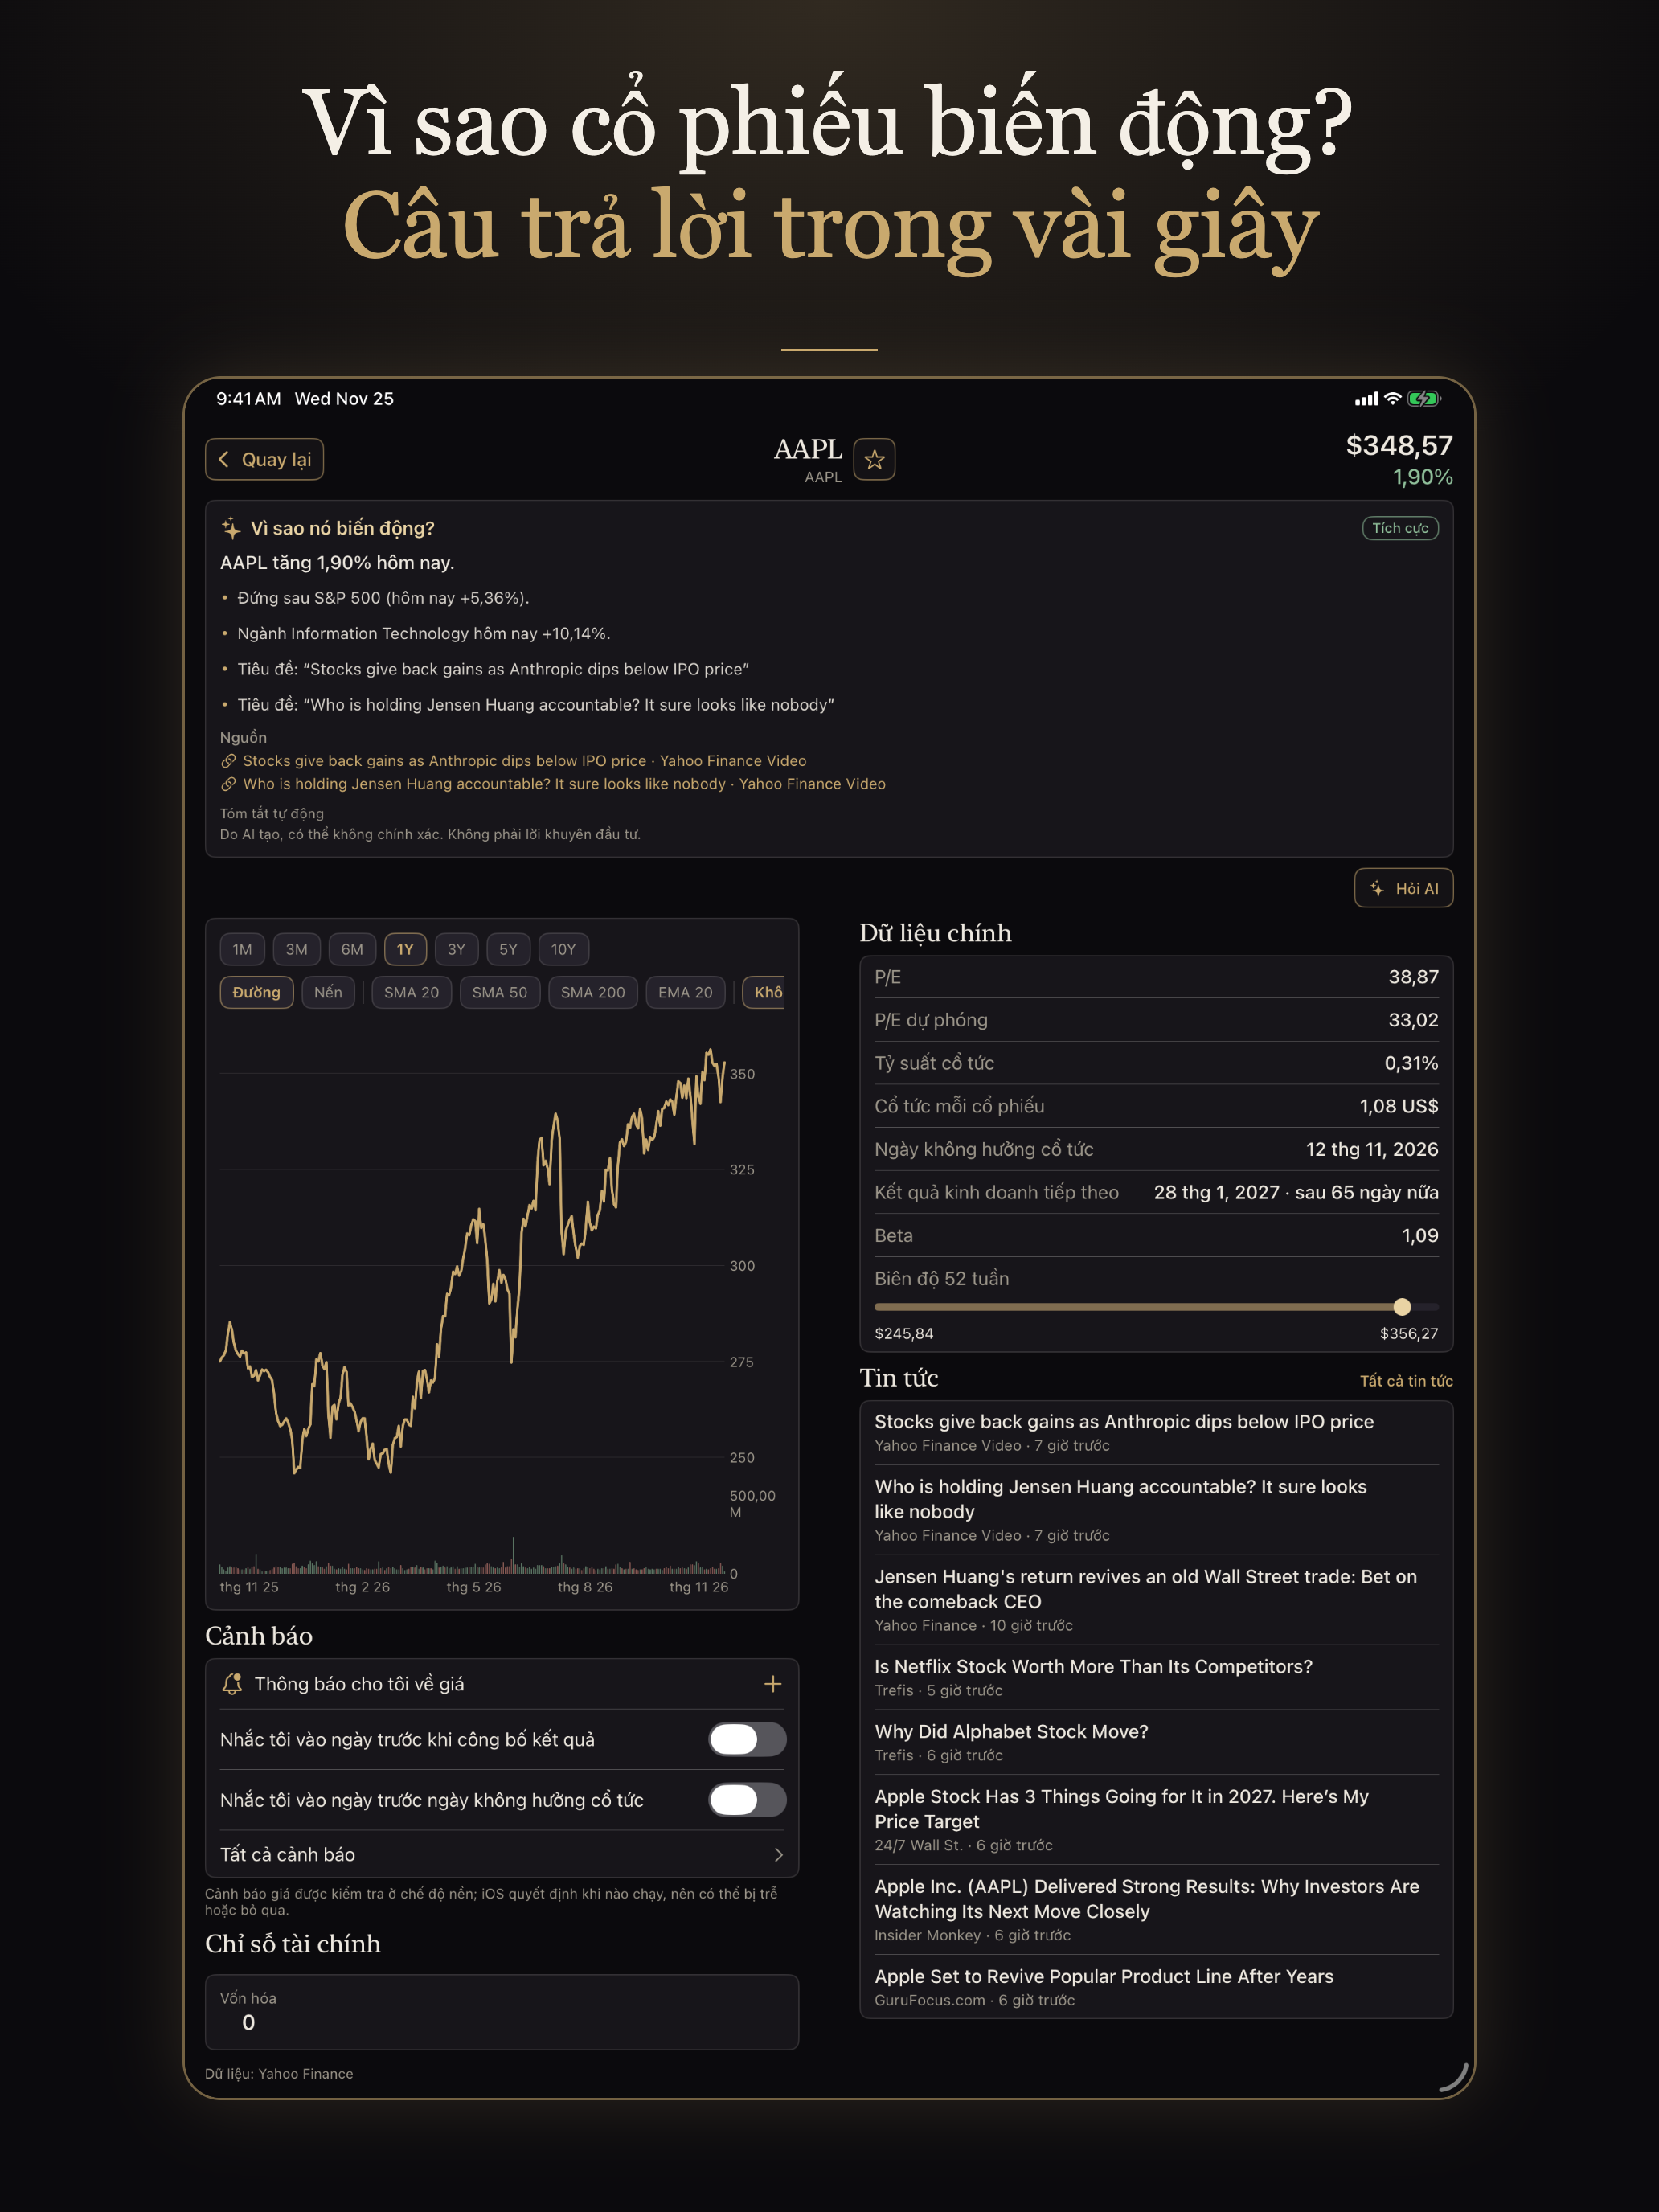 Vì sao cổ phiếu biến động?
Câu trả lời trong vài giây
9:41 AM Wed Nov 25
Quay lại
AAPL
AAPL
$348,57
1,90%
Vì sao nó biến động?
Tích cực
AAPL tăng 1,90% hôm nay.
• Đứng sau S&P 500 (hôm nay +5,36%).
• Ngành Information Technology hôm nay +10,14%.
• Tiêu đề: “Stocks give back gains as Anthropic dips below IPO price”
• Tiêu đề: “Who is holding Jensen Huang accountable? It sure looks like nobody”
Nguồn
Stocks give back gains as Anthropic dips below IPO price · Yahoo Finance Video
Who is holding Jensen Huang accountable? It sure looks like nobody · Yahoo Finance Video
Tóm tắt tự động
Do AI tạo, có thể không chính xác. Không phải lời khuyên đầu tư.
Hỏi AI
1M 3M 6M 1Y 3Y 5Y 10Y
Đường Nến SMA 20 SMA 50 SMA 200 EMA 20
350
325
300
275
250
500,00
M
0
thg 11 25 thg 2 26 thg 5 26 thg 8 26 thg 11 26
Cảnh báo
Thông báo cho tôi về giá
Nhắc tôi vào ngày trước khi công bố kết quả
Nhắc tôi vào ngày trước ngày không hưởng cổ tức
Tất cả cảnh báo
Cảnh báo giá được kiểm tra ở chế độ nền; iOS quyết định khi nào chạy, nên có thể bị trễ
hoặc bỏ qua.
Chỉ số tài chính
Vốn hóa
0
Dữ liệu: Yahoo Finance
Dữ liệu chính
P/E 38,87
P/E dự phóng 33,02
Tỷ suất cổ tức 0,31%
Cổ tức mỗi cổ phiếu 1,08 US$
Ngày không hưởng cổ tức 12 thg 11, 2026
Kết quả kinh doanh tiếp theo 28 thg 1, 2027 · sau 65 ngày nữa
Beta 1,09
Biên độ 52 tuần
$245,84 $356,27
Tin tức
Tất cả tin tức
Stocks give back gains as Anthropic dips below IPO price
Yahoo Finance Video · 7 giờ trước
Who is holding Jensen Huang accountable? It sure looks
like nobody
Yahoo Finance Video · 7 giờ trước
Jensen Huang's return revives an old Wall Street trade: Bet on
the comeback CEO
Yahoo Finance · 10 giờ trước
Is Netflix Stock Worth More Than Its Competitors?
Trefis · 5 giờ trước
Why Did Alphabet Stock Move?
Trefis · 6 giờ trước
Apple Stock Has 3 Things Going for It in 2027. Here’s My
Price Target
24/7 Wall St. · 6 giờ trước
Apple Inc. (AAPL) Delivered Strong Results: Why Investors Are
Watching Its Next Move Closely
Insider Monkey · 6 giờ trước
Apple Set to Revive Popular Product Line After Years
GuruFocus.com · 6 giờ trước